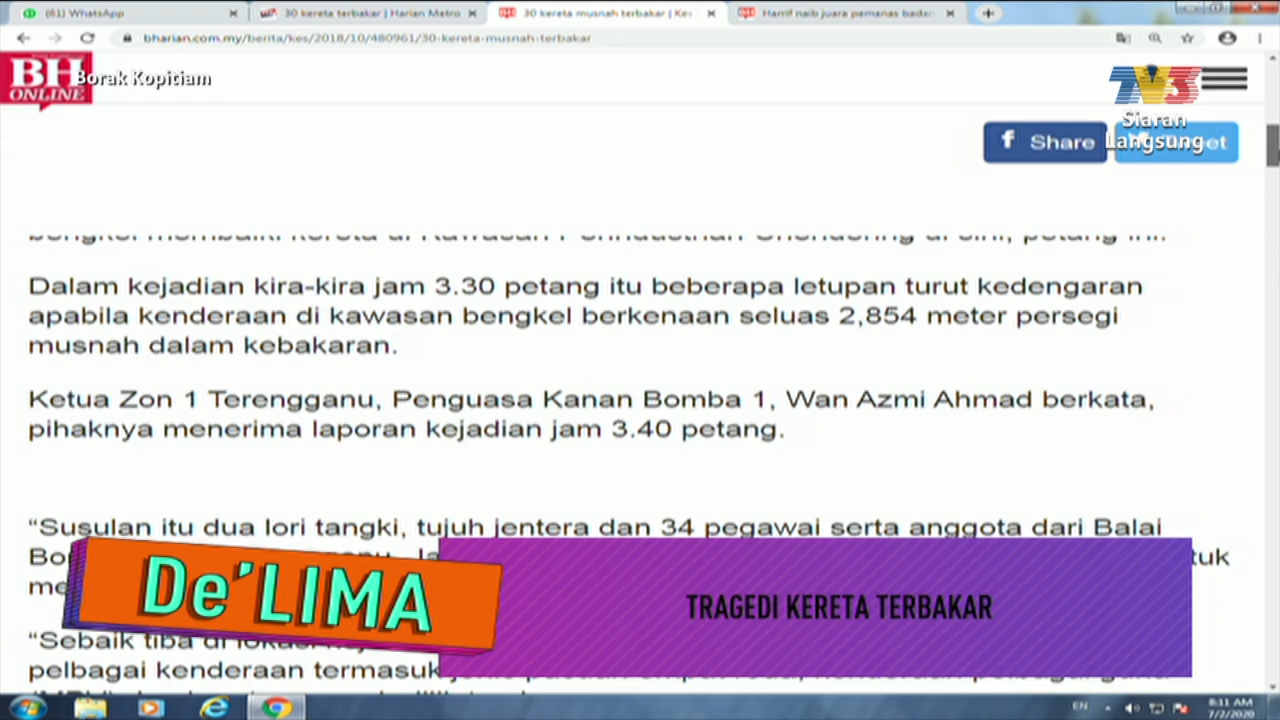 (61) WhatsApp
30 kereta terbakar | Harian Metro
30 kereta musnah terbakar | Kes
Harrif naib juara pemanas badan
bharian.com.my/berita/kes/2018/10/480961/30-kereta-musnah-terbakar
BH
ONLINE
Borak Kopitiam
TV3
Siaran
Langsung
Share
Dalam kejadian kira-kira jam 3.30 petang itu beberapa letupan turut kedengaran
apabila kenderaan di kawasan bengkel berkenaan seluas 2,854 meter persegi
musnah dalam kebakaran.
Ketua Zon 1 Terengganu, Penguasa Kanan Bomba 1, Wan Azmi Ahmad berkata,
pihaknya menerima laporan kejadian jam 3.40 petang.
“Susulan itu dua lori tangki, tujuh jentera dan 34 pegawai serta anggota dari Balai
“Sebaik tiba di
pelbagai kenderaan termasuk
De’LIMA
TRAGEDI KERETA TERBAKAR
EN
8:11 AM
7/2/2020